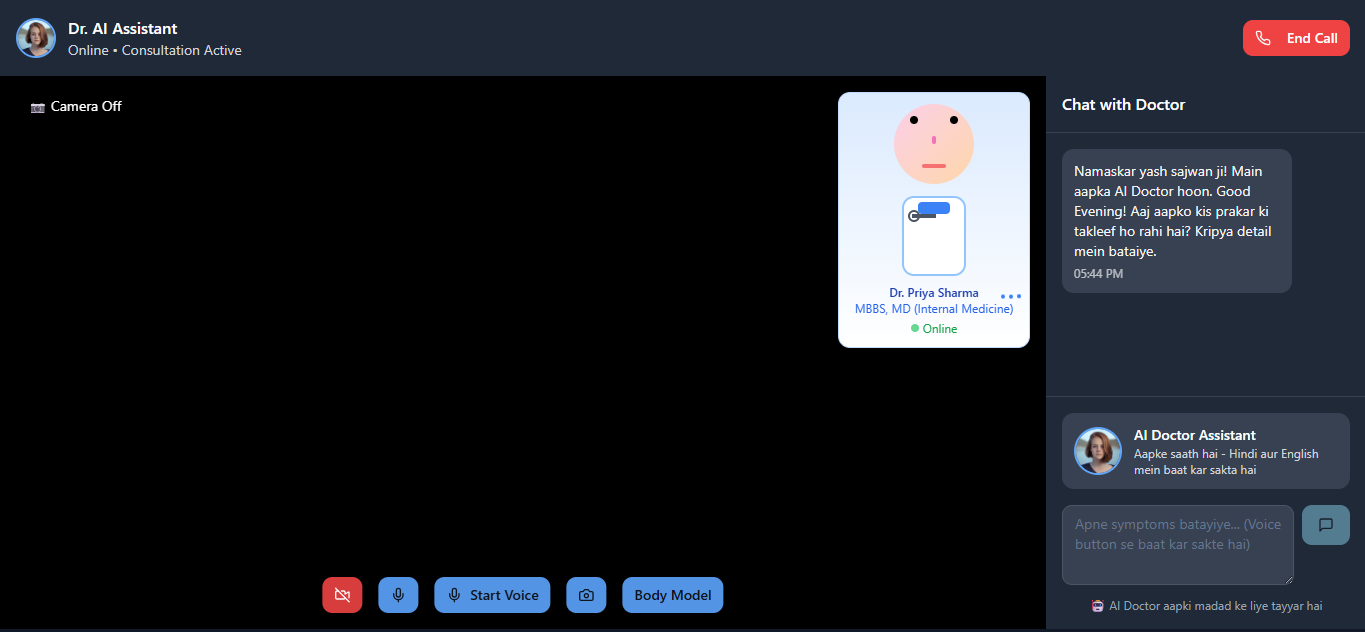 Dr. AI Assistant
Online • Consultation Active
End Call
Camera Off
Dr. Priya Sharma
MBBS, MD (Internal Medicine)
Online
Chat with Doctor
Namaskar yash sajwan ji! Main
aapka AI Doctor hoon. Good
Evening! Aaj aapko kis prakar ki
takleef ho rahi hai? Kripya detail
mein bataiye.
05:44 PM
AI Doctor Assistant
Aapke saath hai - Hindi aur English
mein baat kar sakta hai
Apne symptoms batayiye... (Voice
button se baat kar sakte hai)
Start Voice
Body Model
AI Doctor aapki madad ke liye tayyar hai